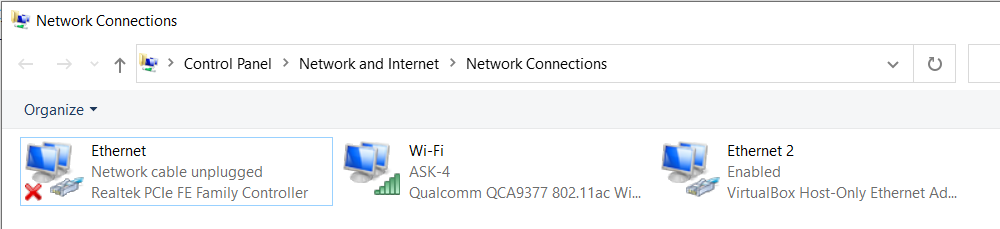 Network Connections
Control Panel > Network and Internet > Network Connections
Organize
Ethernet
Network cable unplugged
Realtek PCIe FE Family Controller
Wi-Fi
ASK-4
Qualcomm QCA9377 802.11ac Wi...
Ethernet 2
Enabled
VirtualBox Host-Only Ethernet Ad...